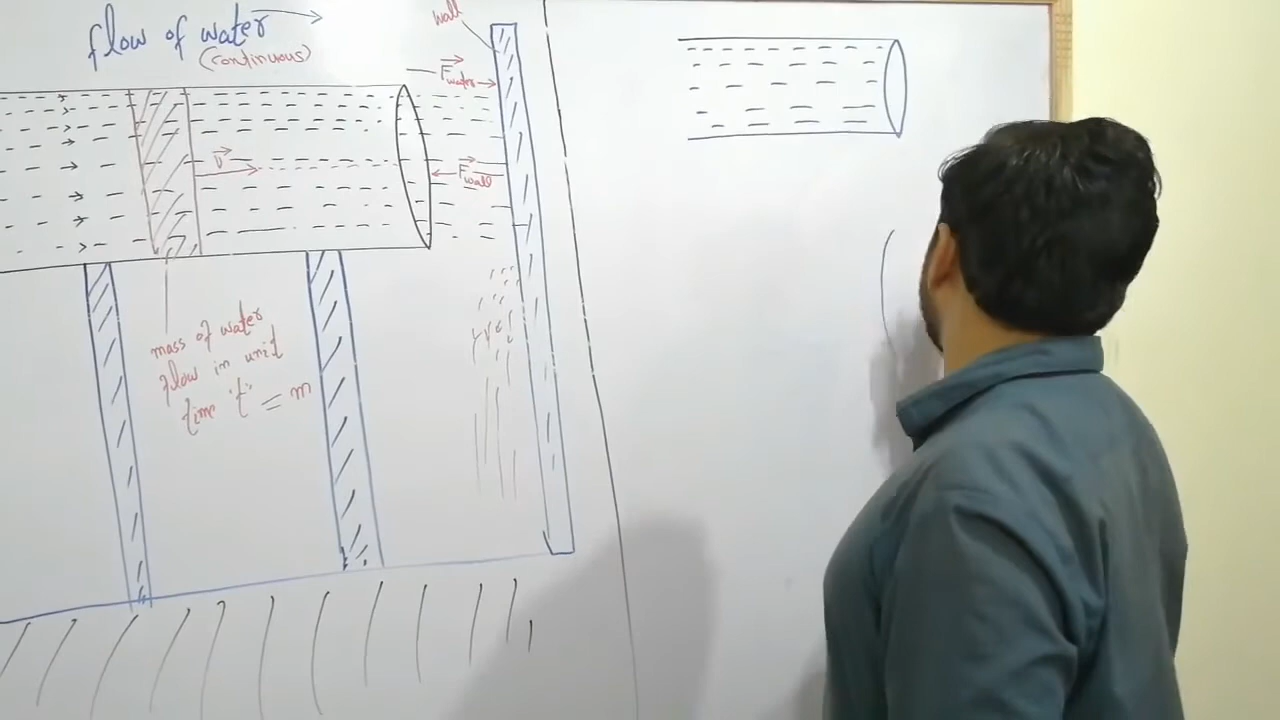 flow of water
(continuous)
wall
F water
v
F wall
mass of water
flow in unit
time 't' = m